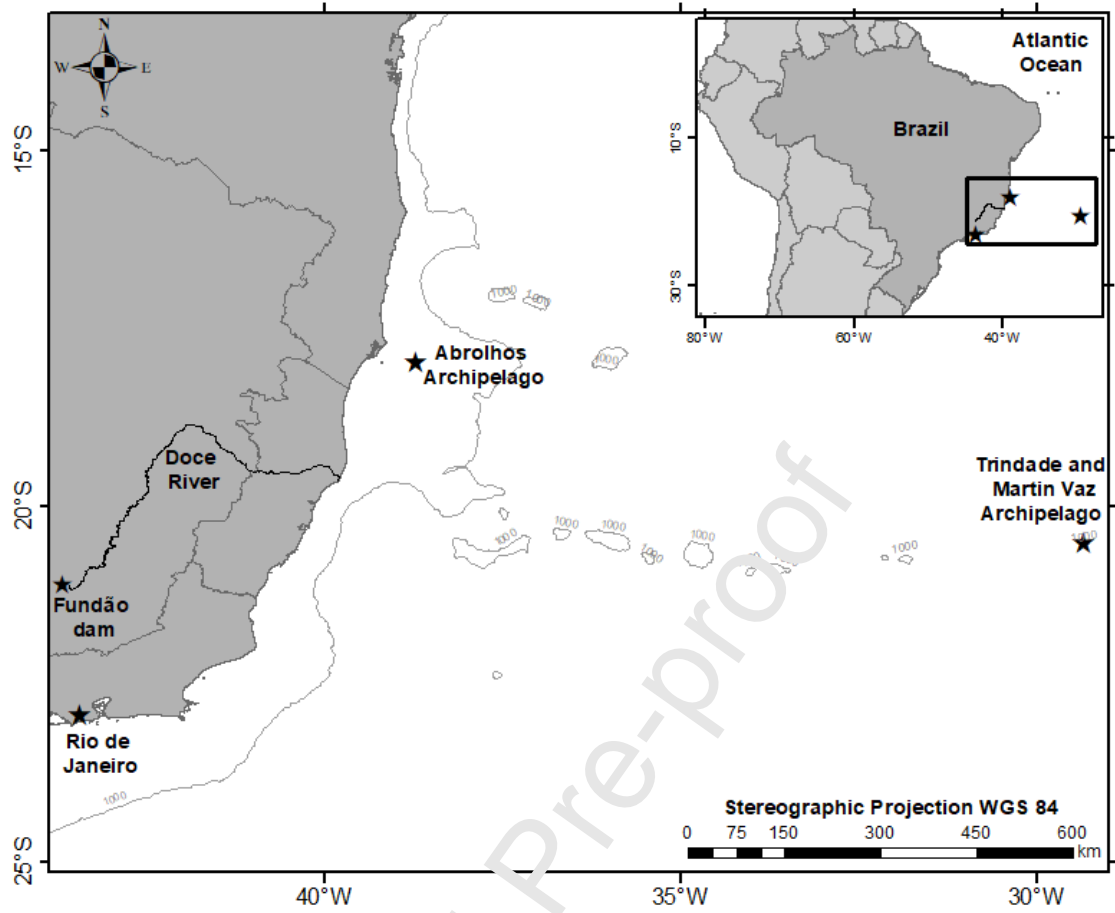 N
W
E
S
Atlantic
Ocean
Brazil
10°S
30°S
80°W
60°W
40°W
15°S
20°S
25°S
1000
1000
1000
Abrolhos
Archipelago
Doce
River
Trindade and
Martin Vaz
Archipelago
1000
1000
1000
1000
1000
1000
1000
Fundão
dam
Rio de
Janeiro
1000
Pre-proof
Stereographic Projection WGS 84
0 75 150 300 450 600
km
40°W
35°W
30°W